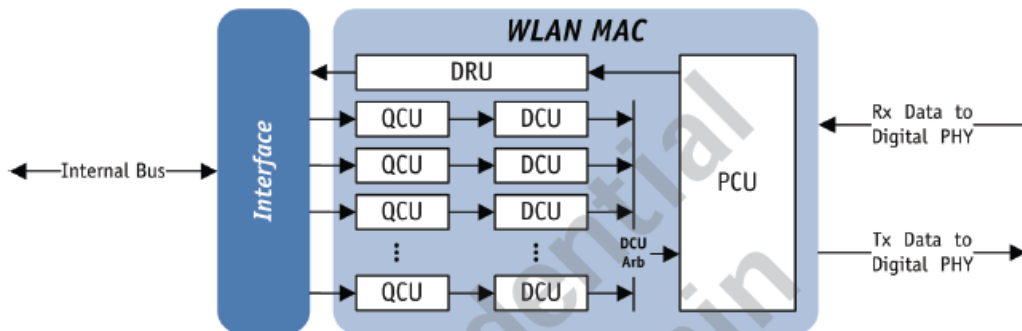 WLAN MAC
DRU
QCU DCU
Rx Data to
Digital PHY
QCU DCU
Internal Bus
Interface
PCU
QCU DCU
DCU
Arb
Tx Data to
Digital PHY
QCU DCU